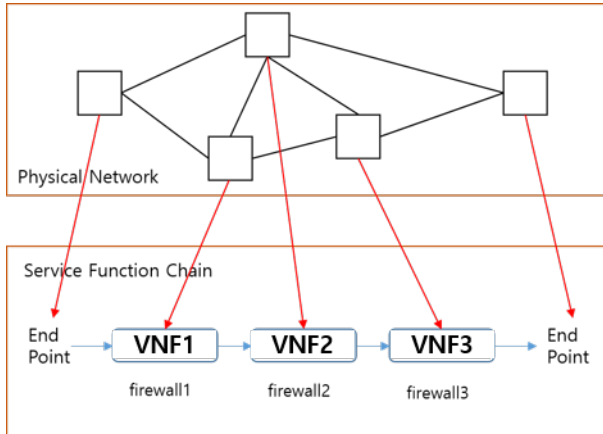 Physical Network
Service Function Chain
End
Point
VNF1
VNF2
VNF3
End
Point
firewall1
firewall2
firewall3